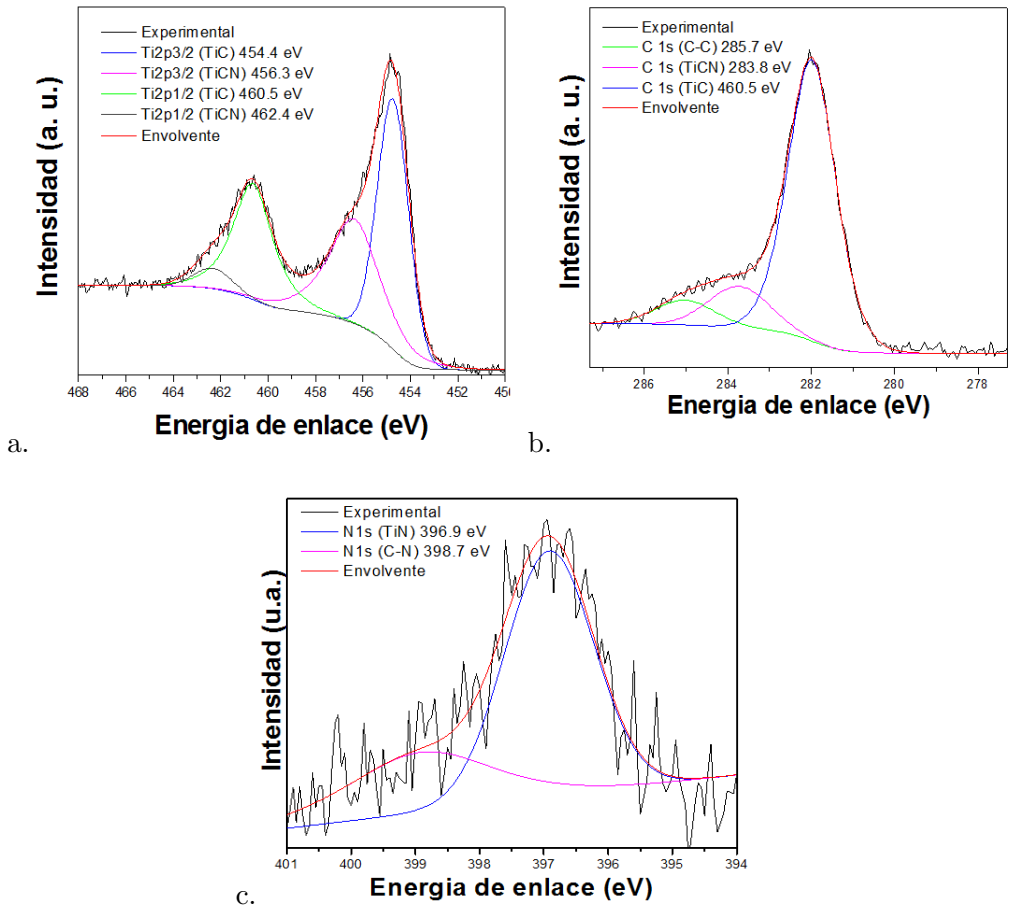 Experimental
Ti2p3/2 (TiC) 454.4 eV
Ti2p3/2 (TiCN) 456.3 eV
Ti2p1/2 (TiC) 460.5 eV
Ti2p1/2 (TiCN) 462.4 eV
Envolvente
Intensidad (a. u.)
468 466 464 462 460 458 456 454 452 450
Energia de enlace (eV)
a.
Experimental
C 1s (C-C) 285.7 eV
C 1s (TiCN) 283.8 eV
C 1s (TiC) 460.5 eV
Envolvente
Intensidad (a. u.)
286 284 282 280 278
Energia de enlace (eV)
b.
Experimental
N1s (TiN) 396.9 eV
N1s (C-N) 398.7 eV
Envolvente
Intensidad (u.a.)
401 400 399 398 397 396 395 394
Energia de enlace (eV)
c.